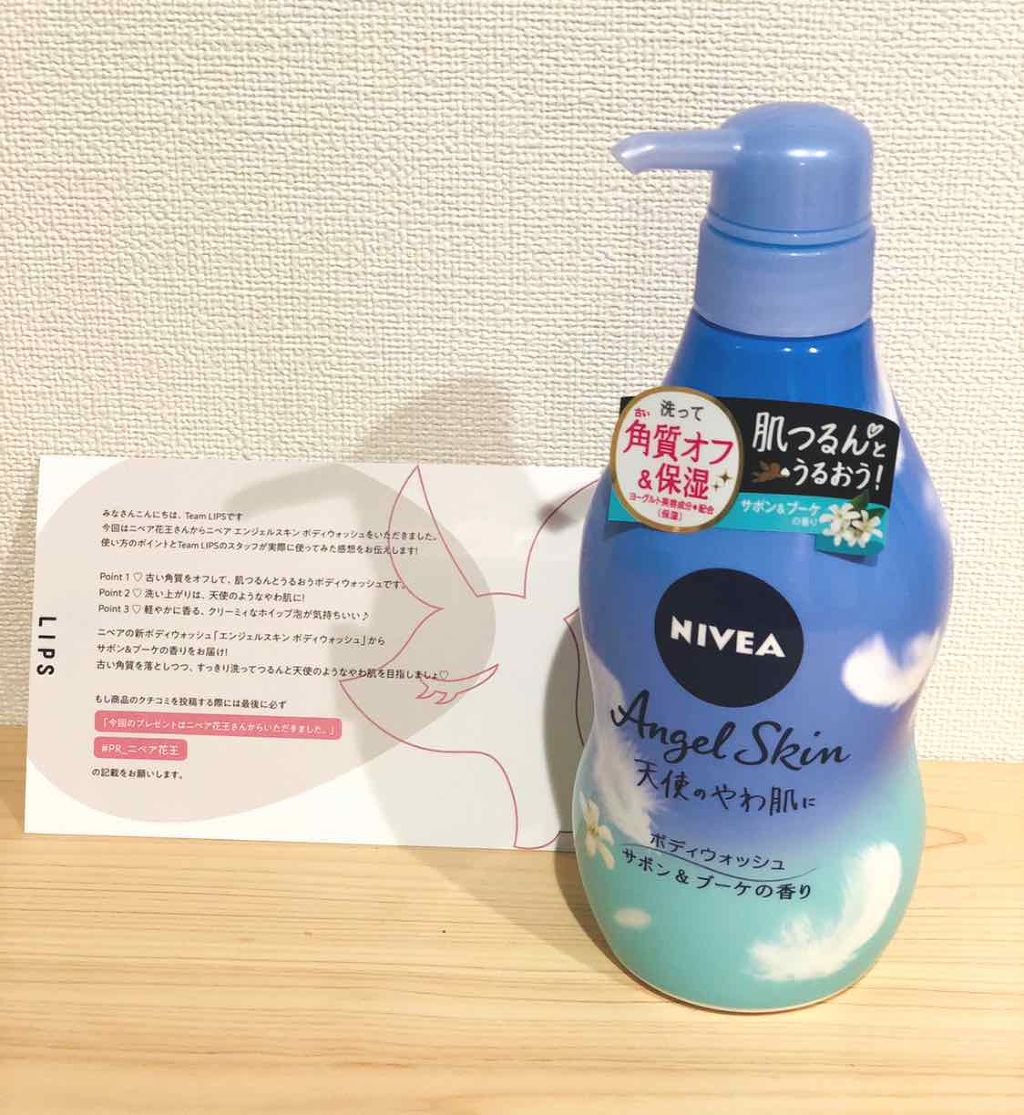 LIPS
みなさんこんにちは、Team LIPSです
今回はニベア花王さんからニベア エンジェルスキン ボディウォッシュをいただきました。
使い方のポイントとTeam LIPSのスタッフが実際に使ってみた感想をお伝えします!
Point 1 ♡ 古い角質をオフして、肌つるんとうるおうボディウォッシュです。
Point 2 ♡ 洗い上がりは、天使のようなやわ肌に!
Point 3 ♡ 軽やかに香る、クリーミィなホイップ泡が気持ちいい♪
ニベアの新ボディウォッシュ「エンジェルスキン ボディウォッシュ」から
サボン&ブーケの香りをお届け!
古い角質を落としつつ、すっきり洗ってつるんと天使のようなやわ肌を目指しましょ♡
もし商品のクチコミを投稿する際には最後に必ず
「今回のプレゼントはニベア花王さんからいただきました。」
#PR_ニベア花王
の記載をお願いします。
洗って
古い
角質オフ
&保湿
ヨーグルト美容成分*配合
(保湿)
肌つるんと
うるおう!
サボン&ブーケ
の香り
NIVEA
Angel Skin
天使のやわ肌に
ボディウォッシュ
サボン&ブーケの香り